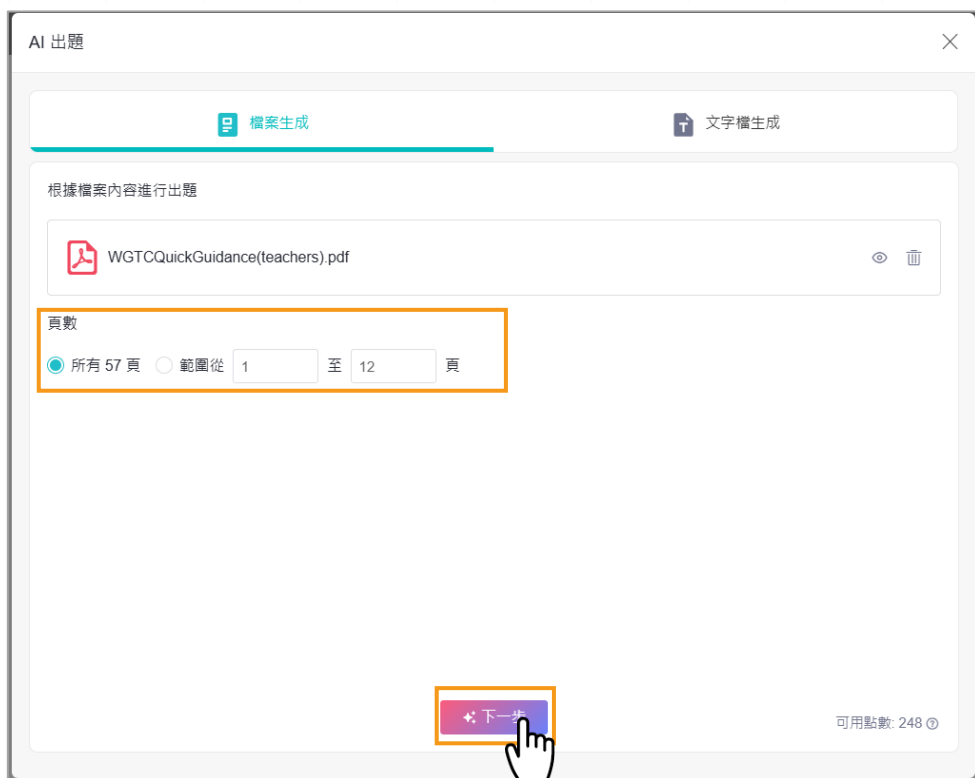 AI 出題
檔案生成
文字檔生成
根據檔案內容進行出題
WGTCQuickGuidance(teachers).pdf
頁數
所有 57 頁 範圍從 1 至 12 頁
下一步
可用點數: 248